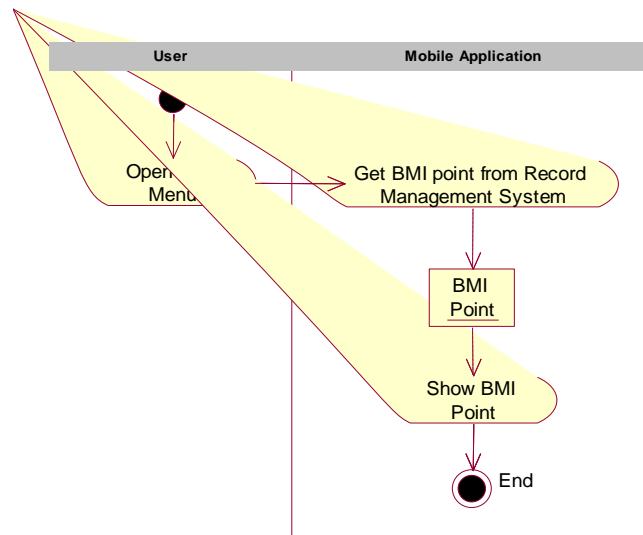 User
Mobile Application
Open
Menu
Get BMI point from Record
Management System
BMI
Point
Show BMI
Point
End